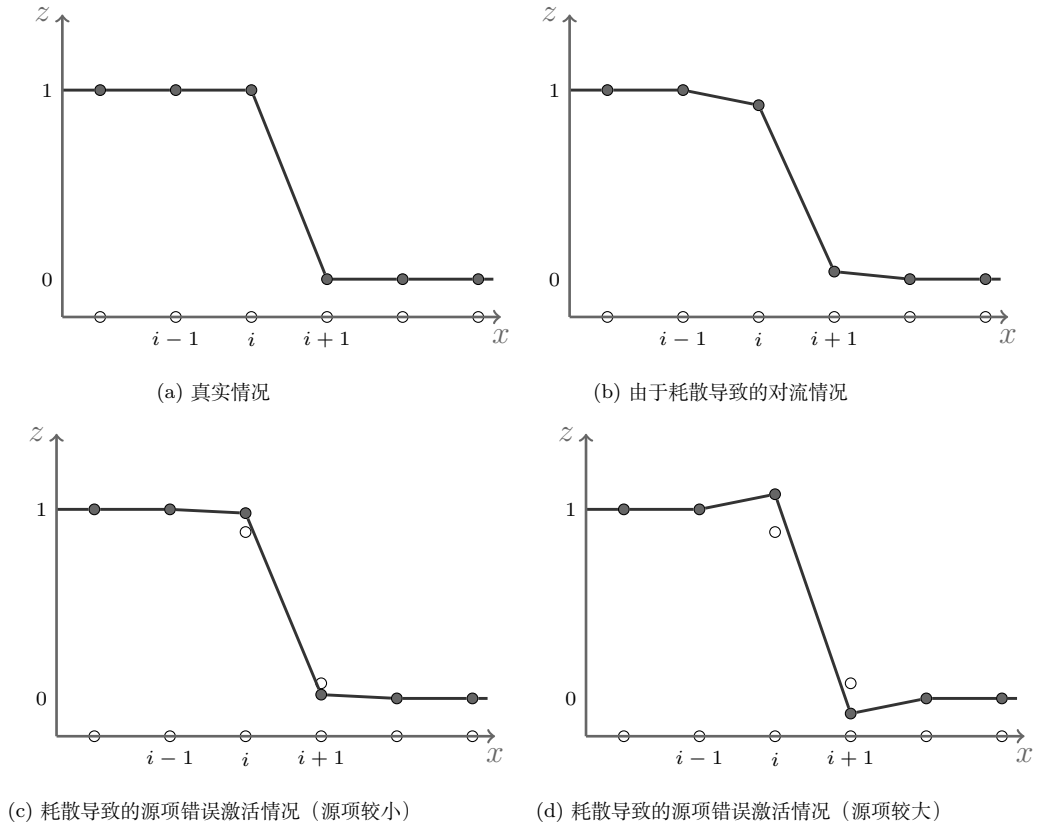 z
1
0
i − 1
i
i + 1
x
(a) 真实情况
z
1
0
i − 1
i
i + 1
x
(b) 由于耗散导致的对流情况
z
1
0
i − 1
i
i + 1
x
(c) 耗散导致的源项错误激活情况（源项较小）
z
1
0
i − 1
i
i + 1
x
(d) 耗散导致的源项错误激活情况（源项较大）